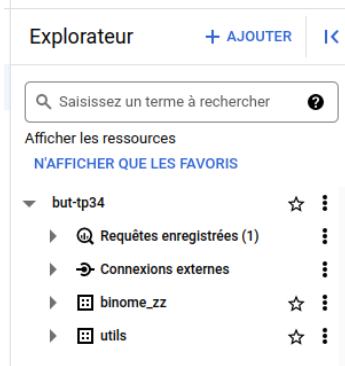 Explorateur + AJOUTER
Saisissez un terme à rechercher
Afficher les ressources
N'AFFICHER QUE LES FAVORIS
but-tp34
Requêtes enregistrées (1)
Connexions externes
binome_zz
utils